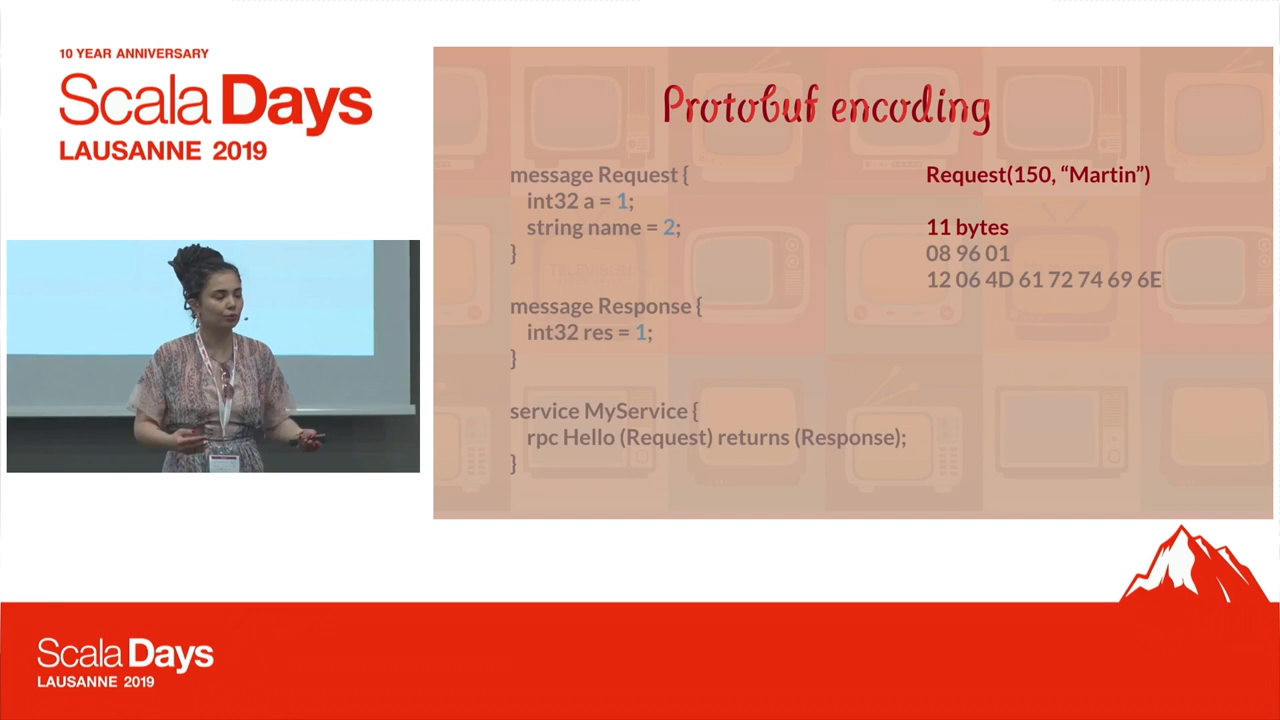 10 YEAR ANNIVERSARY
Scala Days
LAUSANNE 2019
Protobuf encoding
message Request {
int32 a = 1;
string name = 2;
}
message Response {
int32 res = 1;
}
service MyService {
rpc Hello (Request) returns (Response);
}
Request(150, “Martin”)
11 bytes
08 96 01
12 06 4D 61 72 74 69 6E
Scala Days
LAUSANNE 2019